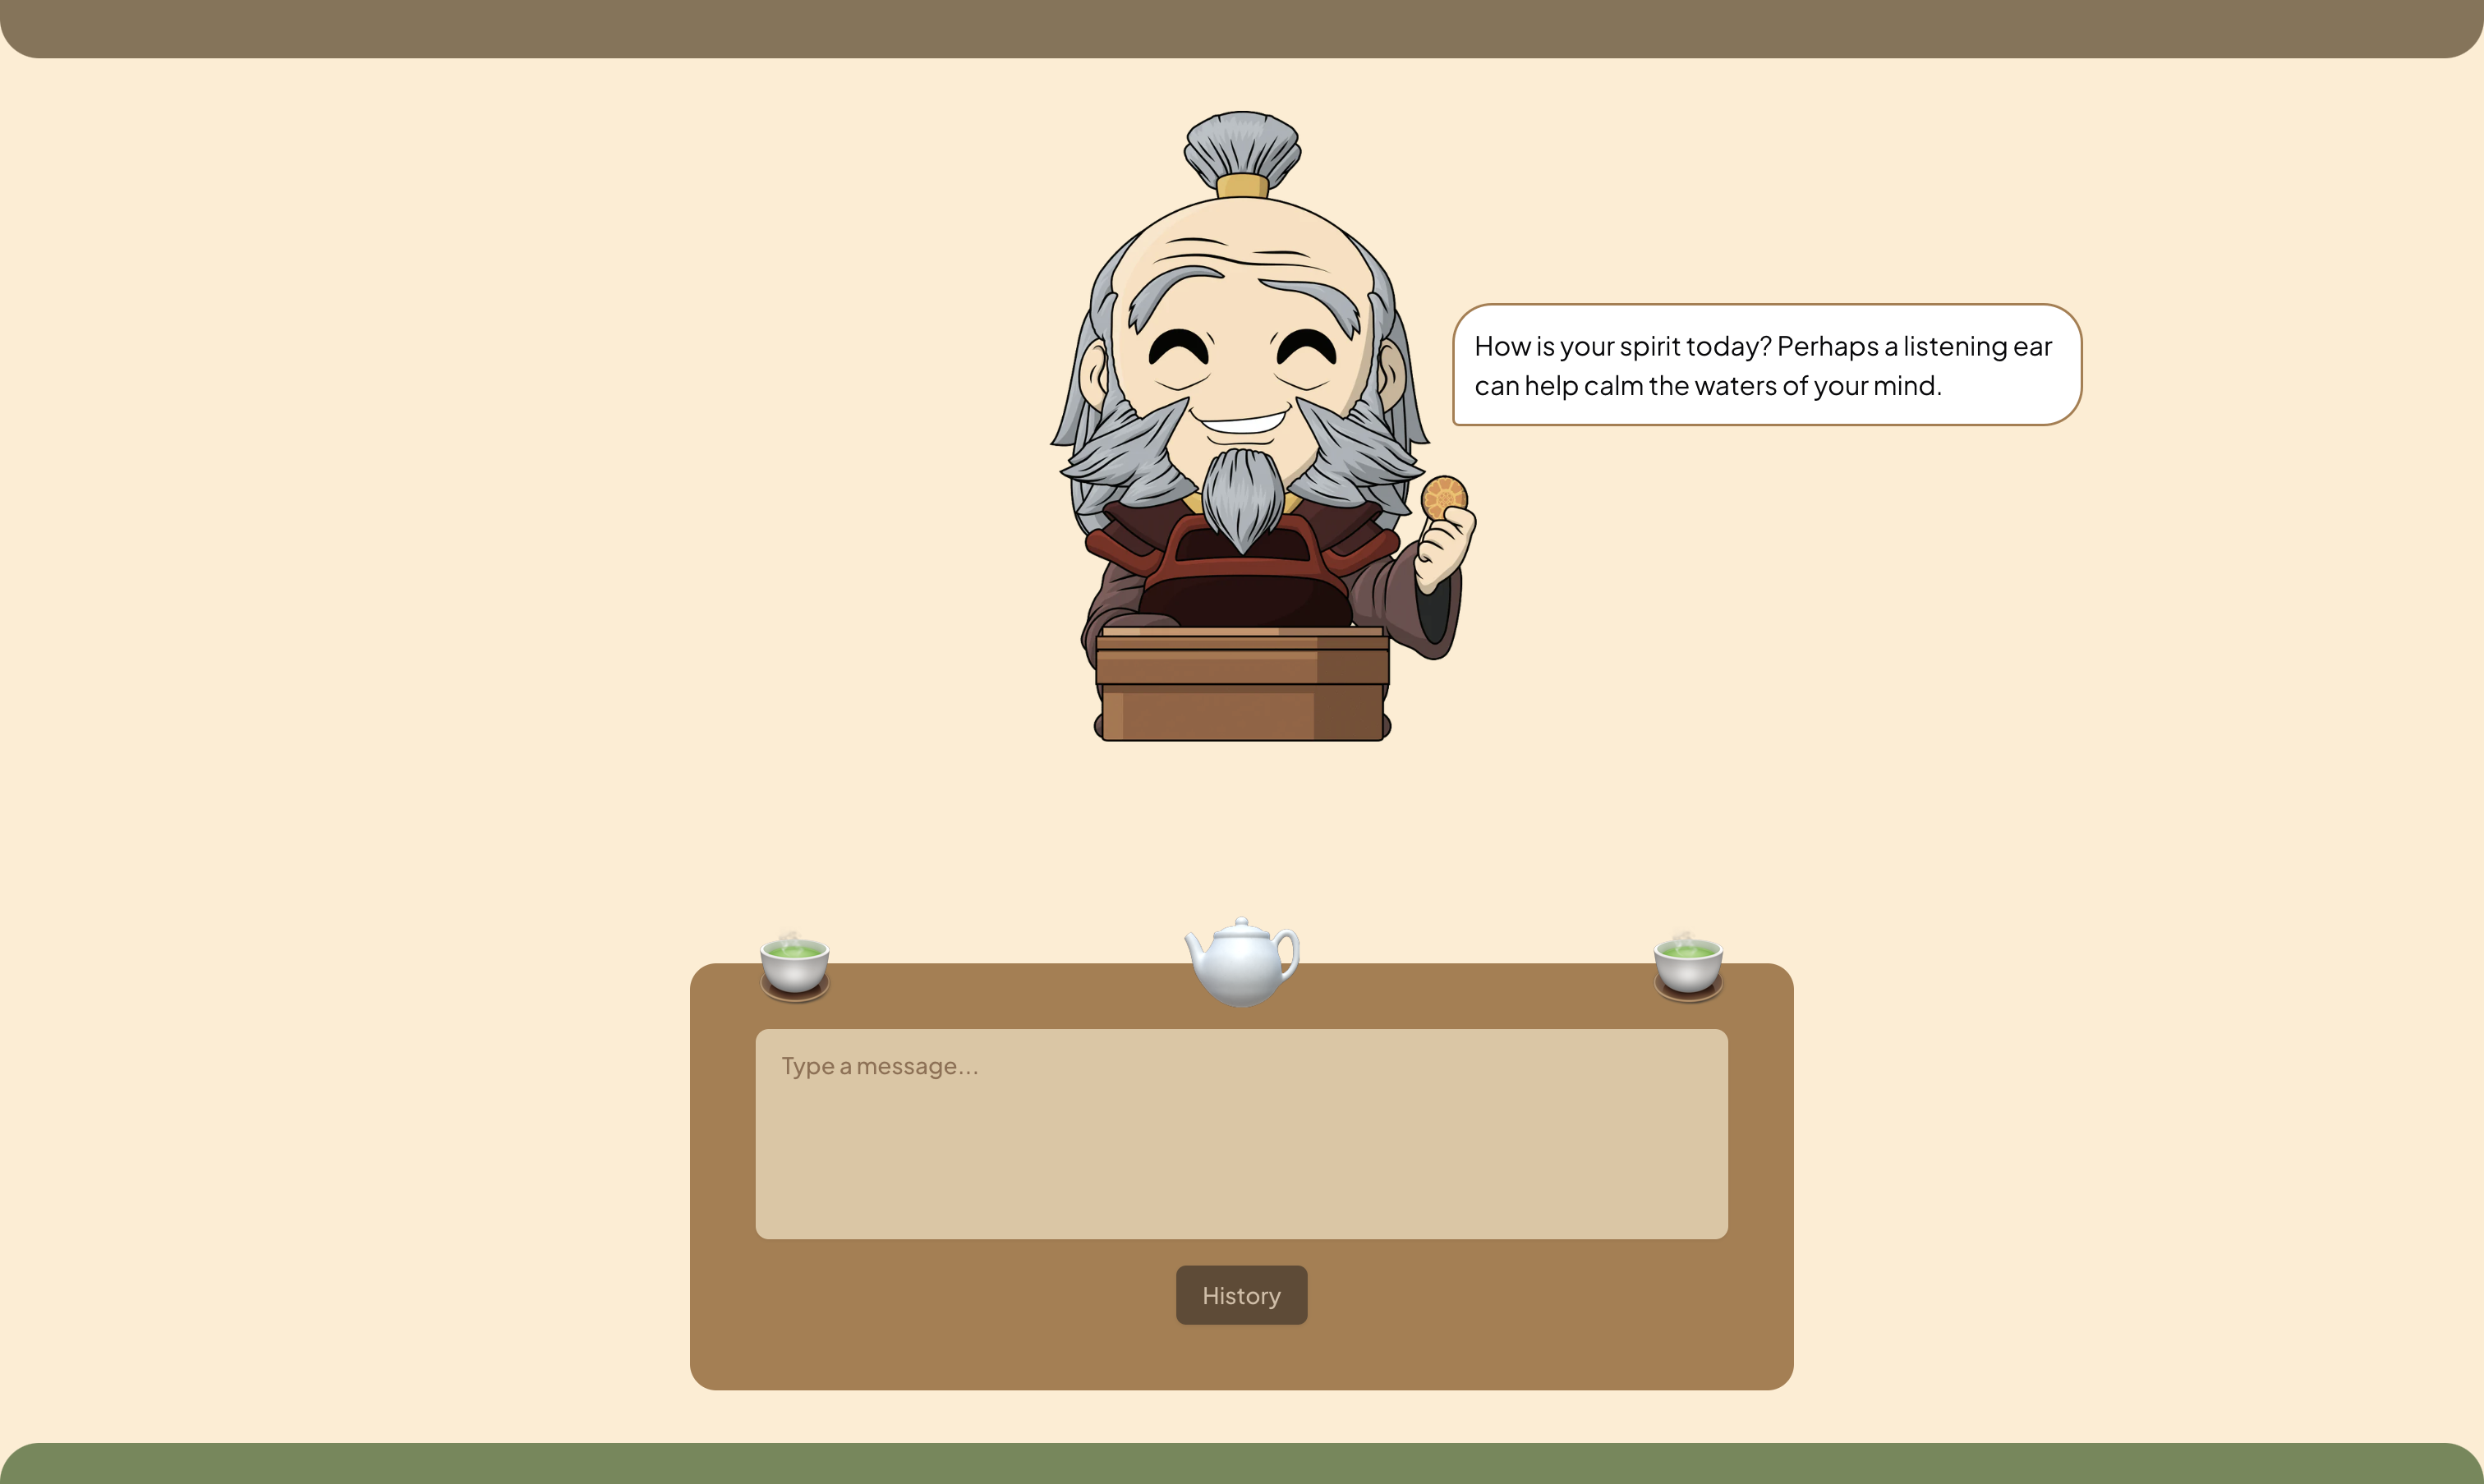 How is your spirit today? Perhaps a listening ear
can help calm the waters of your mind.
Type a message...
History